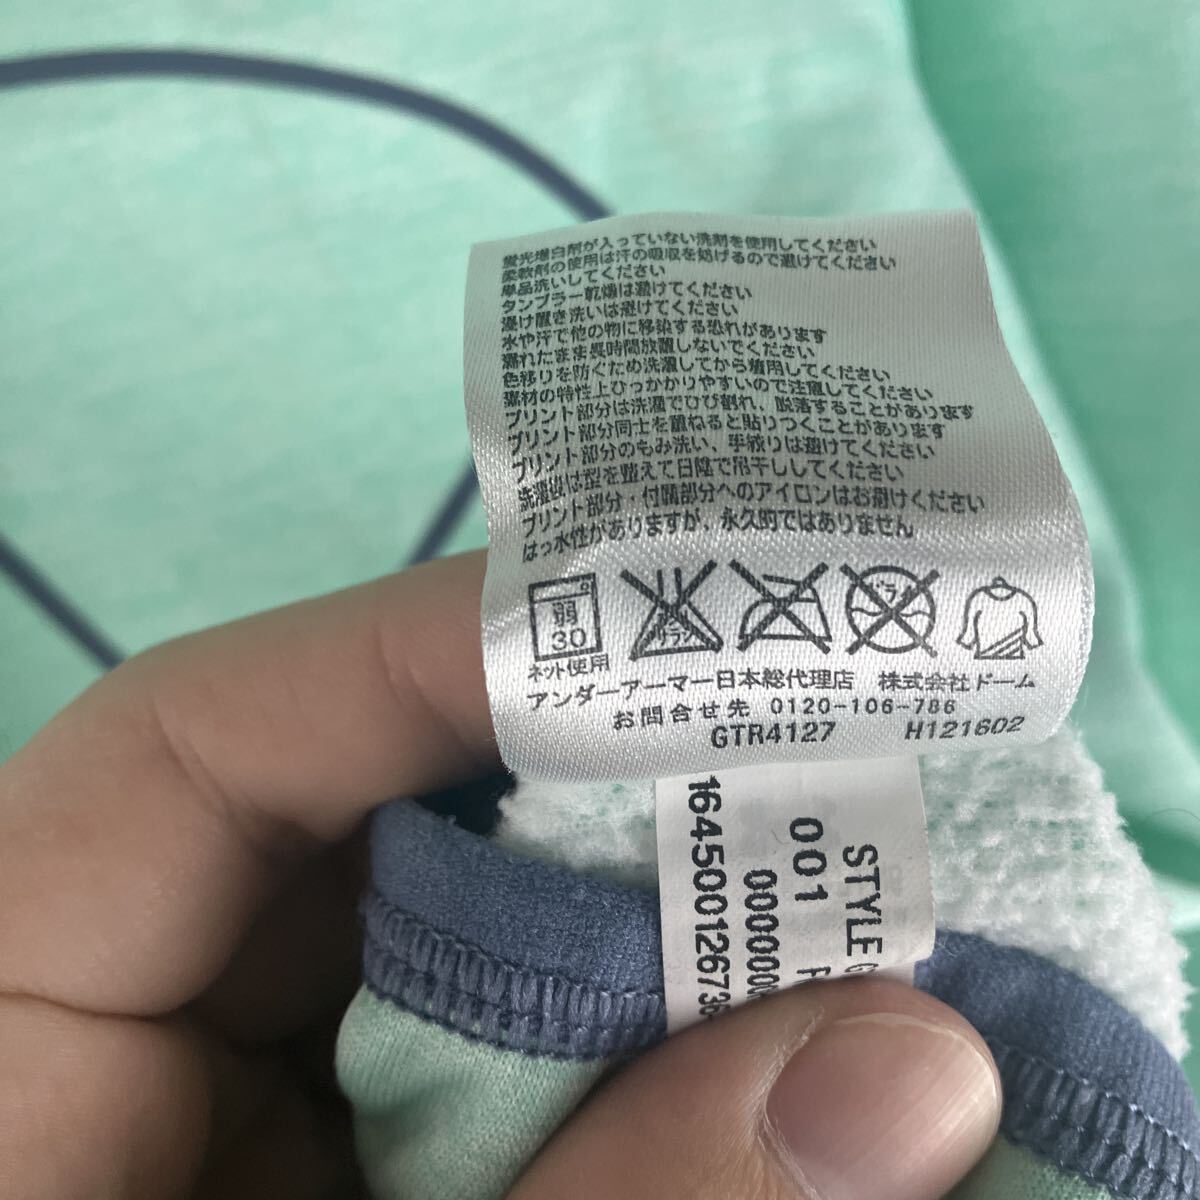 蛍光増白剤が入っていない洗剤を使用してください
柔軟剤の使用は汗の吸収を妨げるので避けてください
単品洗いしてください
タンブラー乾燥は避けてください
浸け置き洗いは避けてください
水や汗で他の物に移染する恐れがあります
濡れたまま長時間放置しないでください
色移りを防ぐため洗濯してから着用してください
素材の特性上ひっかかりやすいので注意してください
プリント部分は洗濯でひび割れ、脱落することがあります
プリント部分同士を重ねると貼りつくことがあります
プリント部分のもみ洗い、手絞りは避けてください
洗濯後は型を整えて日陰で吊干ししてください
プリント部分・付属部分へのアイロンはお避けください
はっ水性がありますが、永久的ではありません
弱
30
エンソ
サラシ
ドライ
ネット使用
アンダーアーマー日本総代理店 株式会社ドーム
お問合せ先 0120-106-786
GTR4127 H121602
STYLE
001
0000000
1645001267